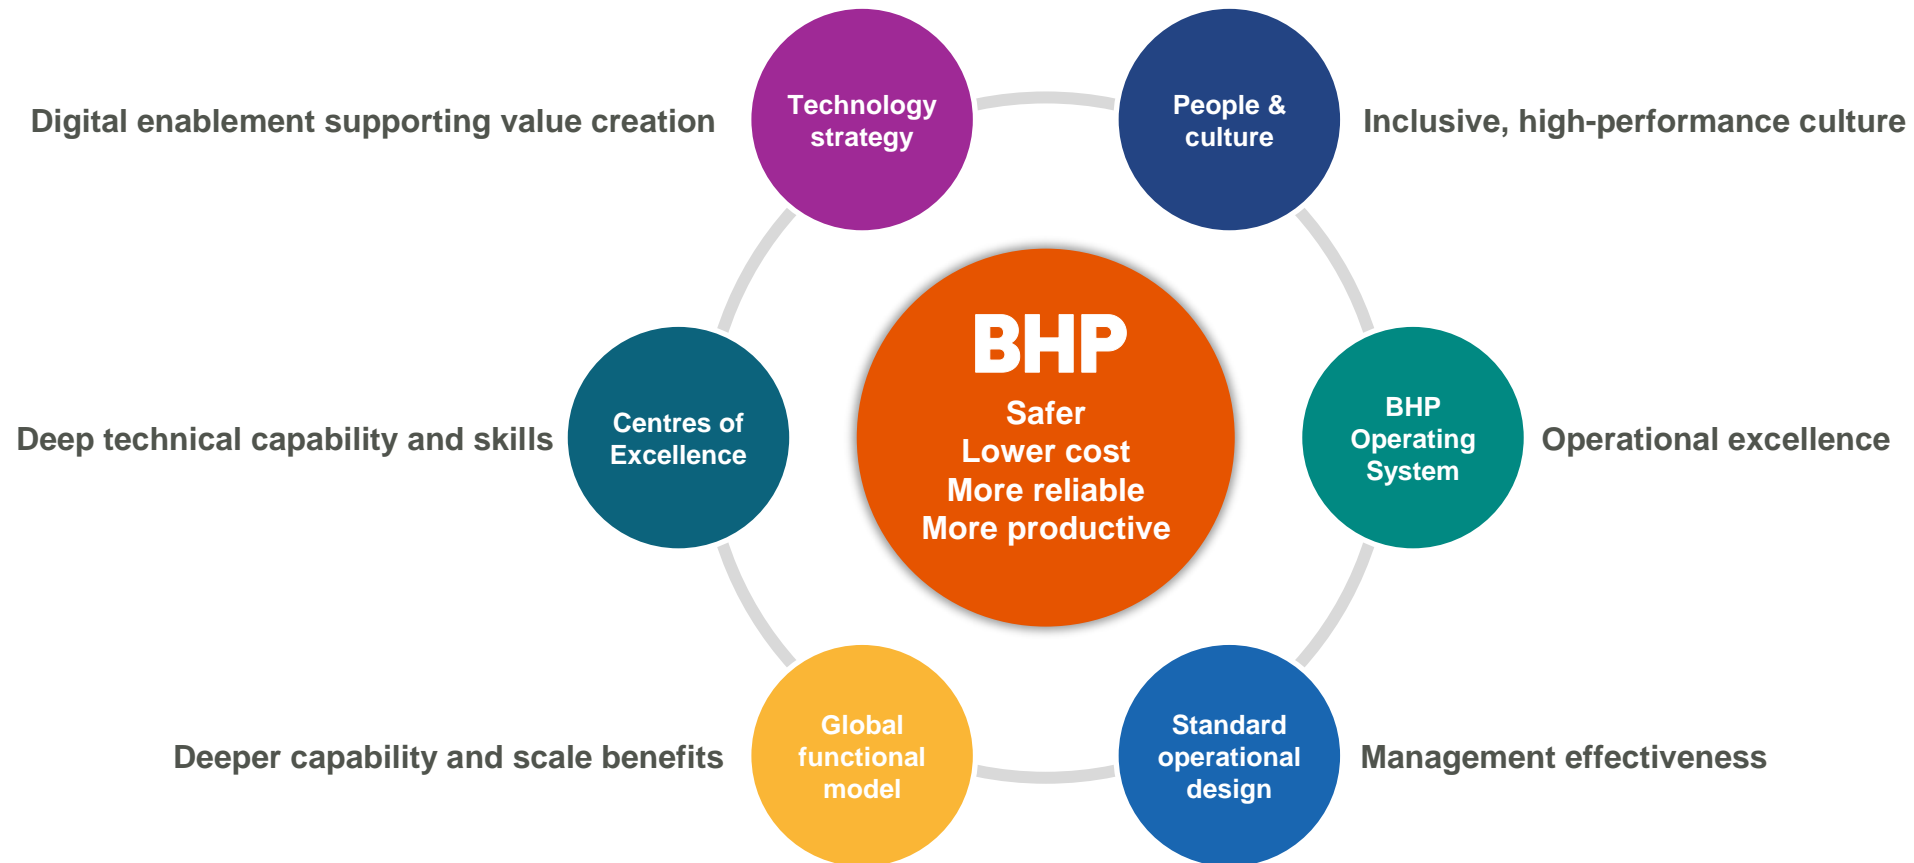 Digital enablement supporting value creation
Technology
strategy
People &
culture
Inclusive, high-performance culture
Deep technical capability and skills
Centres of
Excellence
BHP
Safer
Lower cost
More reliable
More productive
BHP
Operating
System
Operational excellence
Deeper capability and scale benefits
Global
functional
model
Standard
operational
design
Management effectiveness